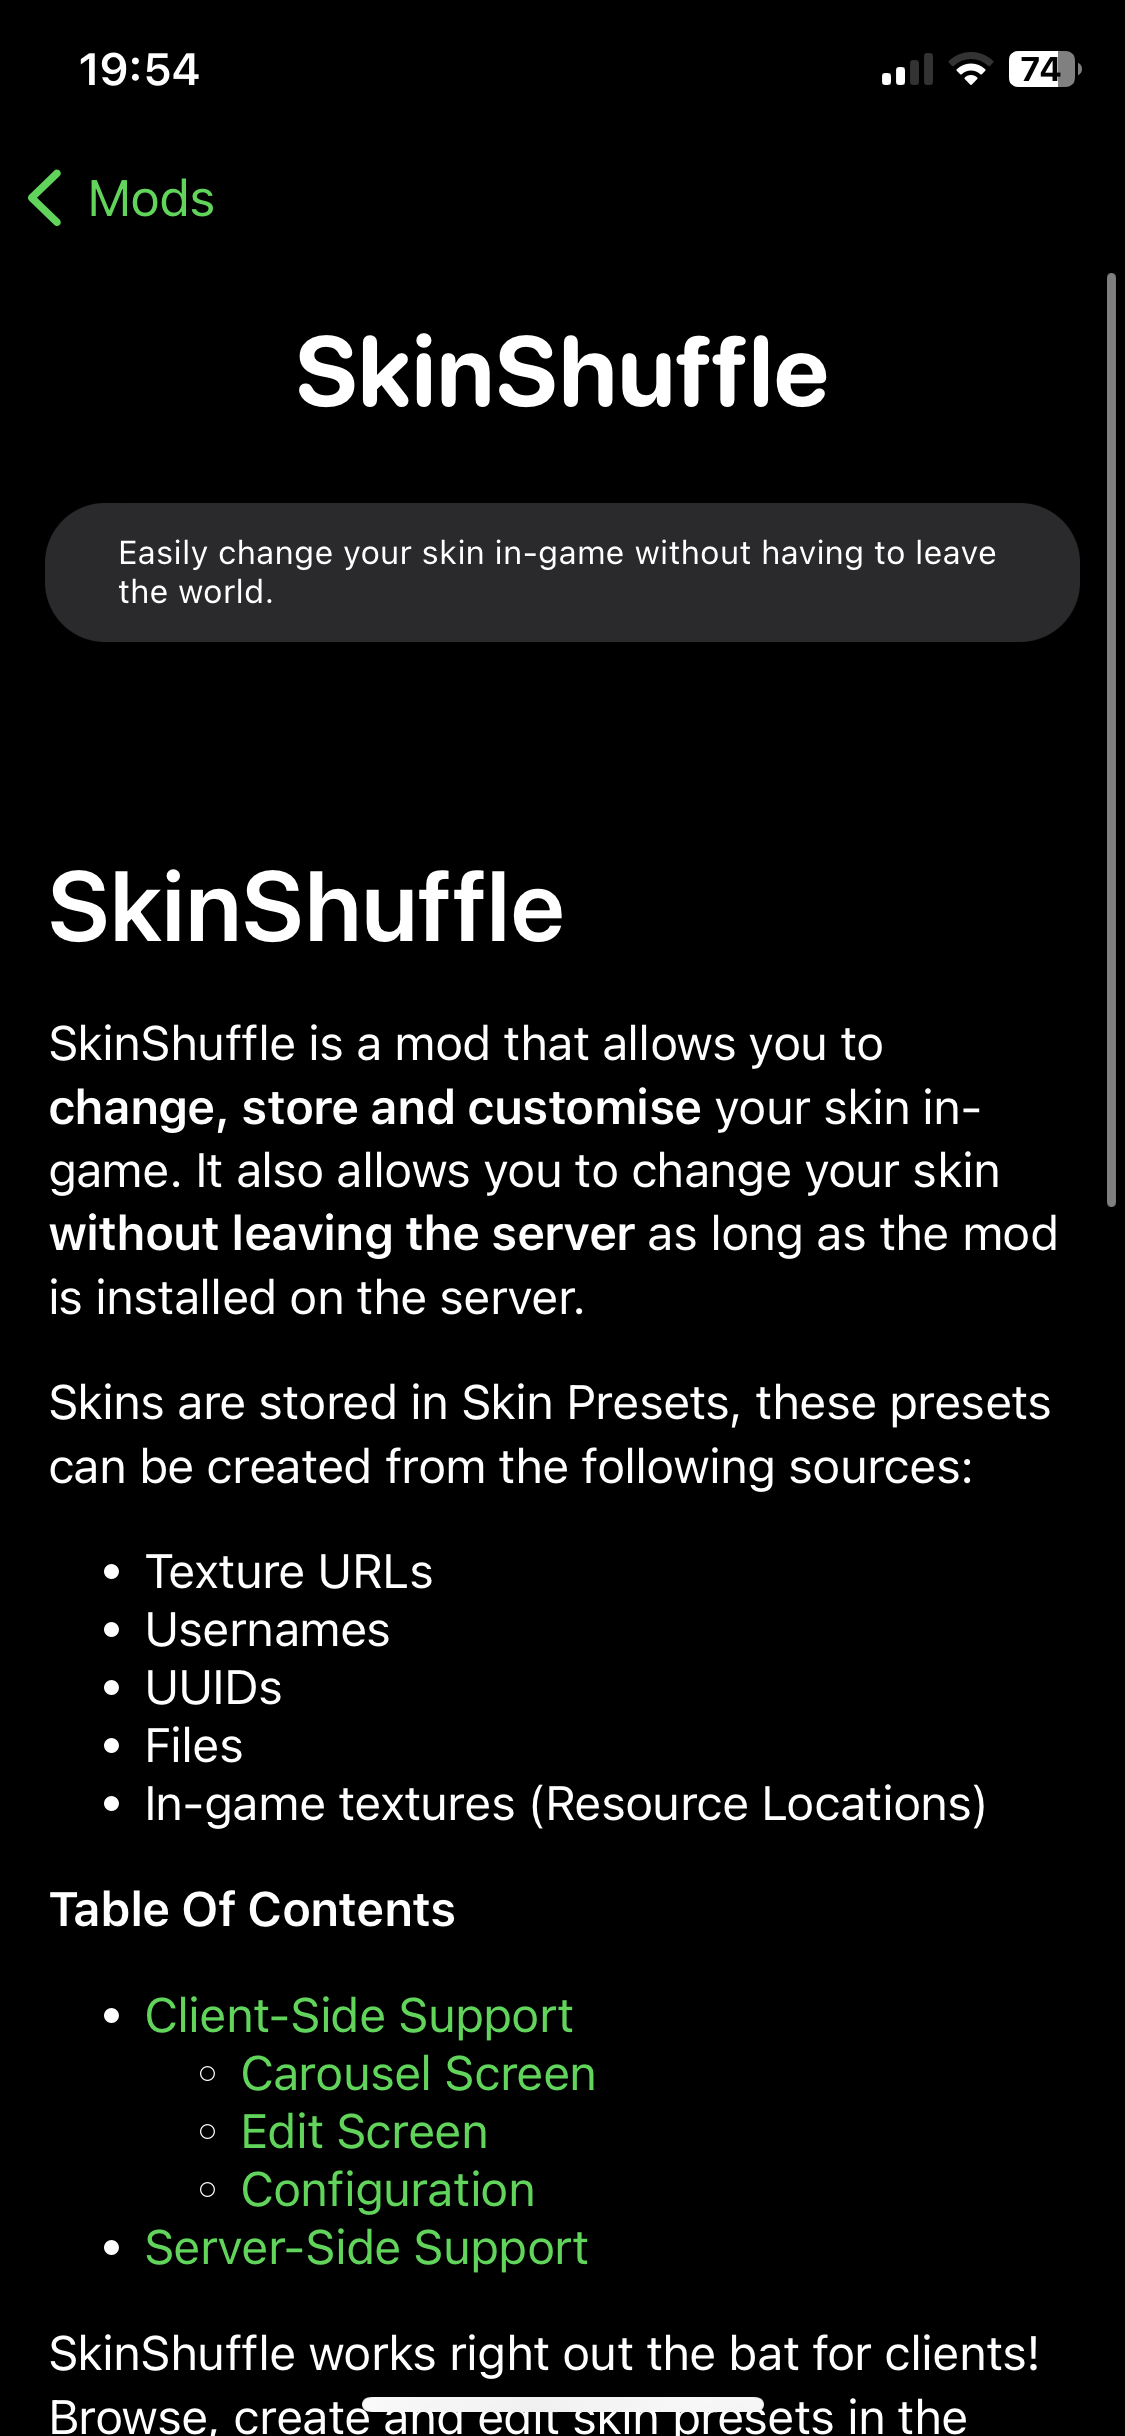 19:54
74
Mods
SkinShuffle
Easily change your skin in-game without having to leave
the world.
SkinShuffle
SkinShuffle is a mod that allows you to
change, store and customise your skin in-
game. It also allows you to change your skin
without leaving the server as long as the mod
is installed on the server.
Skins are stored in Skin Presets, these presets
can be created from the following sources:
• Texture URLs
• Usernames
• UUIDs
• Files
• In-game textures (Resource Locations)
Table Of Contents
• Client-Side Support
◦ Carousel Screen
◦ Edit Screen
◦ Configuration
• Server-Side Support
SkinShuffle works right out the bat for clients!
Browse, create and edit skin presets in the